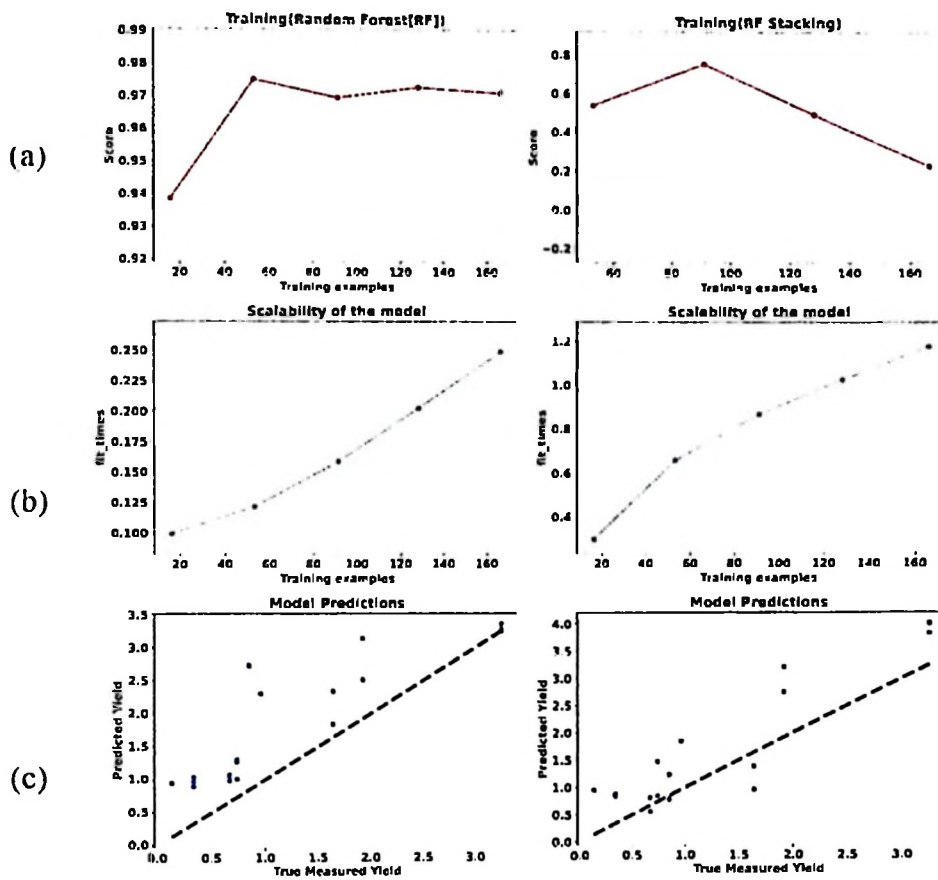 Training(Random Forest[RF])
0.99
0.98
0.97
0.96
0.95
0.94
0.93
0.92
Score
20 40 60 80 100 120 140 160
Training examples
Training(RF Stacking)
0.8
0.6
0.4
0.2
0.0
−0.2
Score
60 80 100 120 140 160
Training examples
(a)
Scalability of the model
0.250
0.225
0.200
0.175
0.150
0.125
0.100
fit_times
20 40 60 80 100 120 140 160
Training examples
Scalability of the model
1.2
1.0
0.8
0.6
0.4
fit_times
20 40 60 80 100 120 140 160
Training examples
(b)
Model Predictions
3.5
3.0
2.5
2.0
1.5
1.0
0.5
0.0
Predicted Yield
0.0 0.5 1.0 1.5 2.0 2.5 3.0
True Measured Yield
Model Predictions
4.0
3.5
3.0
2.5
2.0
1.5
1.0
0.5
0.0
Predicted Yield
0.0 0.5 1.0 1.5 2.0 2.5 3.0
True Measured Yield
(c)